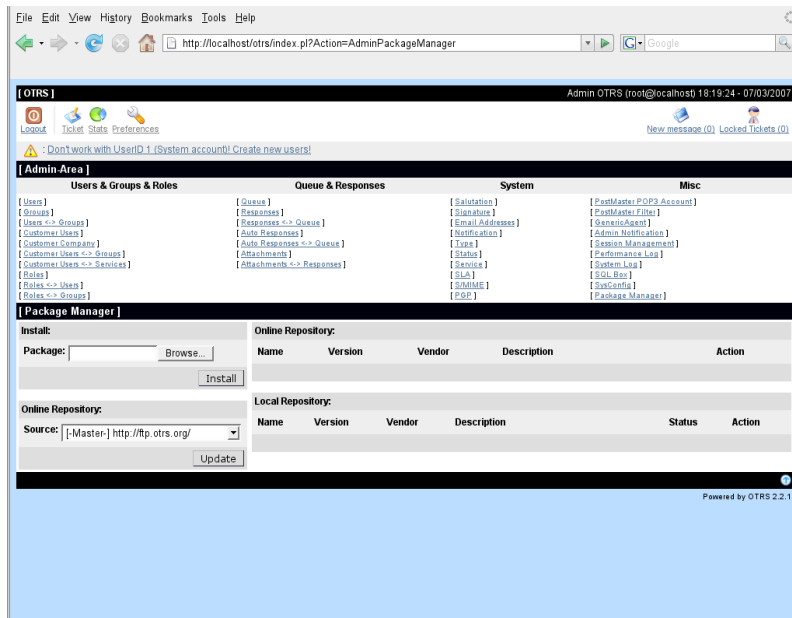 File Edit View History Bookmarks Tools Help
http://localhost/otrs/index.pl?Action=AdminPackageManager
G Google
[ OTRS ]
Admin OTRS (root@localhost) 18:19:24 - 07/03/2007
Logout Ticket Stats Preferences
New message (0) Locked Tickets (0)
: Don't work with UserID 1 (System account)! Create new users!
[ Admin-Area ]
Users & Groups & Roles Queue & Responses System Misc
[ Users ] [ Queue ] [ Salutation ] [ PostMaster POP3 Account ]
[ Groups ] [ Responses ] [ Signature ] [ PostMaster Filter ]
[ Users <-> Groups ] [ Responses <-> Queue ] [ Email Addresses ] [ GenericAgent ]
[ Customer Users ] [ Auto Responses ] [ Notification ] [ Admin Notification ]
[ Customer Company ] [ Auto Responses <-> Queue ] [ Type ] [ Session Management ]
[ Customer Users <-> Groups ] [ Attachments ] [ Status ] [ Performance Log ]
[ Customer Users <-> Services ] [ Attachments <-> Responses ] [ Service ] [ System Log ]
[ Roles ] [ SLA ] [ SQL Box ]
[ Roles <-> Users ] [ S/MIME ] [ SysConfig ]
[ Roles <-> Groups ] [ PGP ] [ Package Manager ]
[ Package Manager ]
Install:
Package: Browse...
Install
Online Repository:
Source: [-Master-] http://ftp.otrs.org/
Update
Online Repository:
Name Version Vendor Description Action
Local Repository:
Name Version Vendor Description Status Action
Powered by OTRS 2.2.1